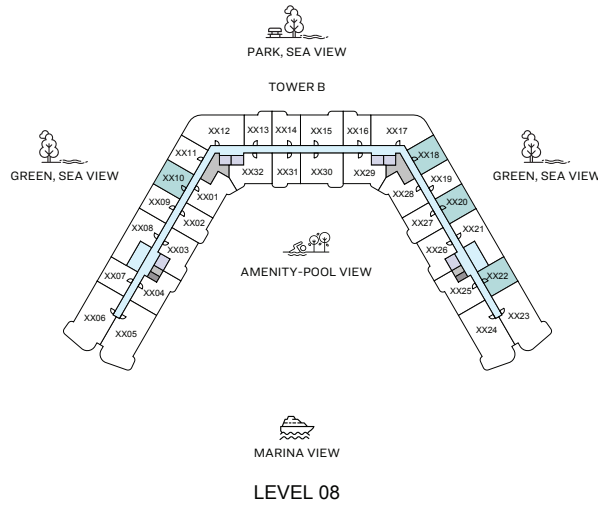 PARK, SEA VIEW
TOWER B
GREEN, SEA VIEW
GREEN, SEA VIEW
XX12
XX13
XX14
XX15
XX16
XX17
XX11
XX18
XX10
XX32
XX31
XX30
XX29
XX19
XX09
XX01
XX28
XX20
XX08
XX02
XX27
XX21
XX03
XX26
XX07
XX04
XX25
XX22
XX06
XX05
XX24
XX23
AMENITY-POOL VIEW
MARINA VIEW
LEVEL 08